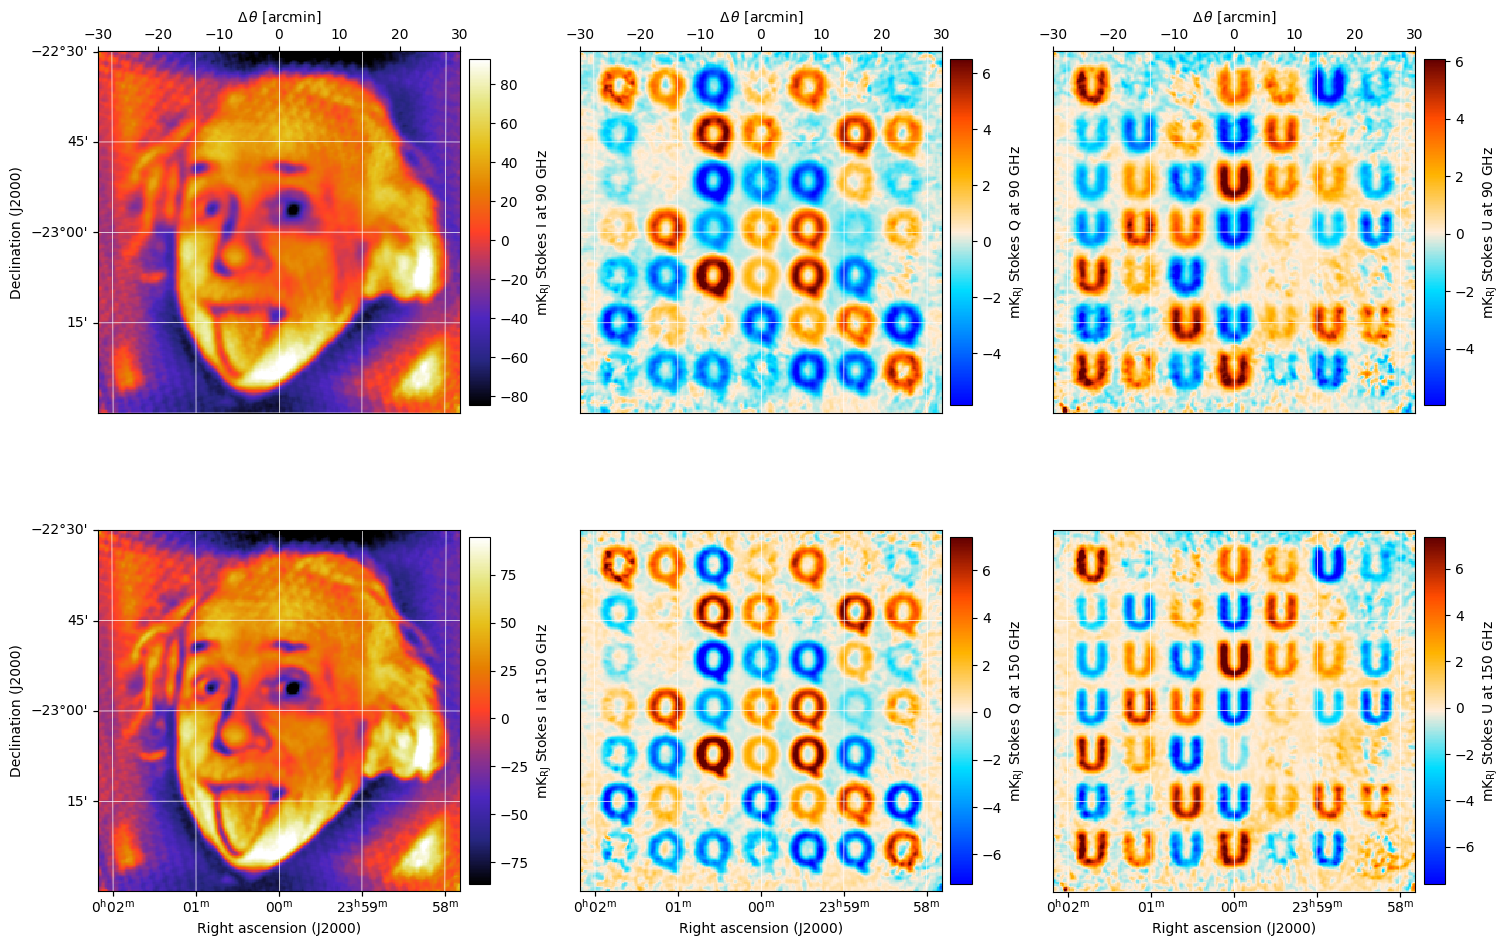 Δθ [arcmin]
−30 −20 −10 0 10 20 30
−22°30'
45'
−23°00'
15'
Declination (J2000)
80
60
40
20
0
−20
−40
−60
−80
mK_RJ Stokes I at 90 GHz
Δθ [arcmin]
−30 −20 −10 0 10 20 30
Q Q Q Q Q Q
Q Q Q Q Q
Q Q Q Q Q Q
Q Q Q Q Q Q Q
Q Q Q Q Q Q
Q Q Q Q Q Q Q
Q Q Q Q Q Q Q
6
4
2
0
−2
−4
mK_RJ Stokes Q at 90 GHz
Δθ [arcmin]
−30 −20 −10 0 10 20 30
U U U U U U U
U U U U U
U U U U U U U
U U U U U U
U U U U
U U U U U U U
U U U U U U
6
4
2
0
−2
−4
mK_RJ Stokes U at 90 GHz
−22°30'
45'
−23°00'
15'
Declination (J2000)
0ʰ02ᵐ 01ᵐ 00ᵐ 23ʰ59ᵐ 58ᵐ
Right ascension (J2000)
75
50
25
0
−25
−50
−75
mK_RJ Stokes I at 150 GHz
Q Q Q Q Q Q
Q Q Q Q Q
Q Q Q Q Q Q
Q Q Q Q Q Q Q
Q Q Q Q Q Q
Q Q Q Q Q Q Q
Q Q Q Q Q Q Q
0ʰ02ᵐ 01ᵐ 00ᵐ 23ʰ59ᵐ 58ᵐ
Right ascension (J2000)
6
4
2
0
−2
−4
−6
mK_RJ Stokes Q at 150 GHz
U U U U U U U
U U U U U
U U U U U U U
U U U U U U
U U U U
U U U U U U U
U U U U U U
0ʰ02ᵐ 01ᵐ 00ᵐ 23ʰ59ᵐ 58ᵐ
Right ascension (J2000)
6
4
2
0
−2
−4
−6
mK_RJ Stokes U at 150 GHz